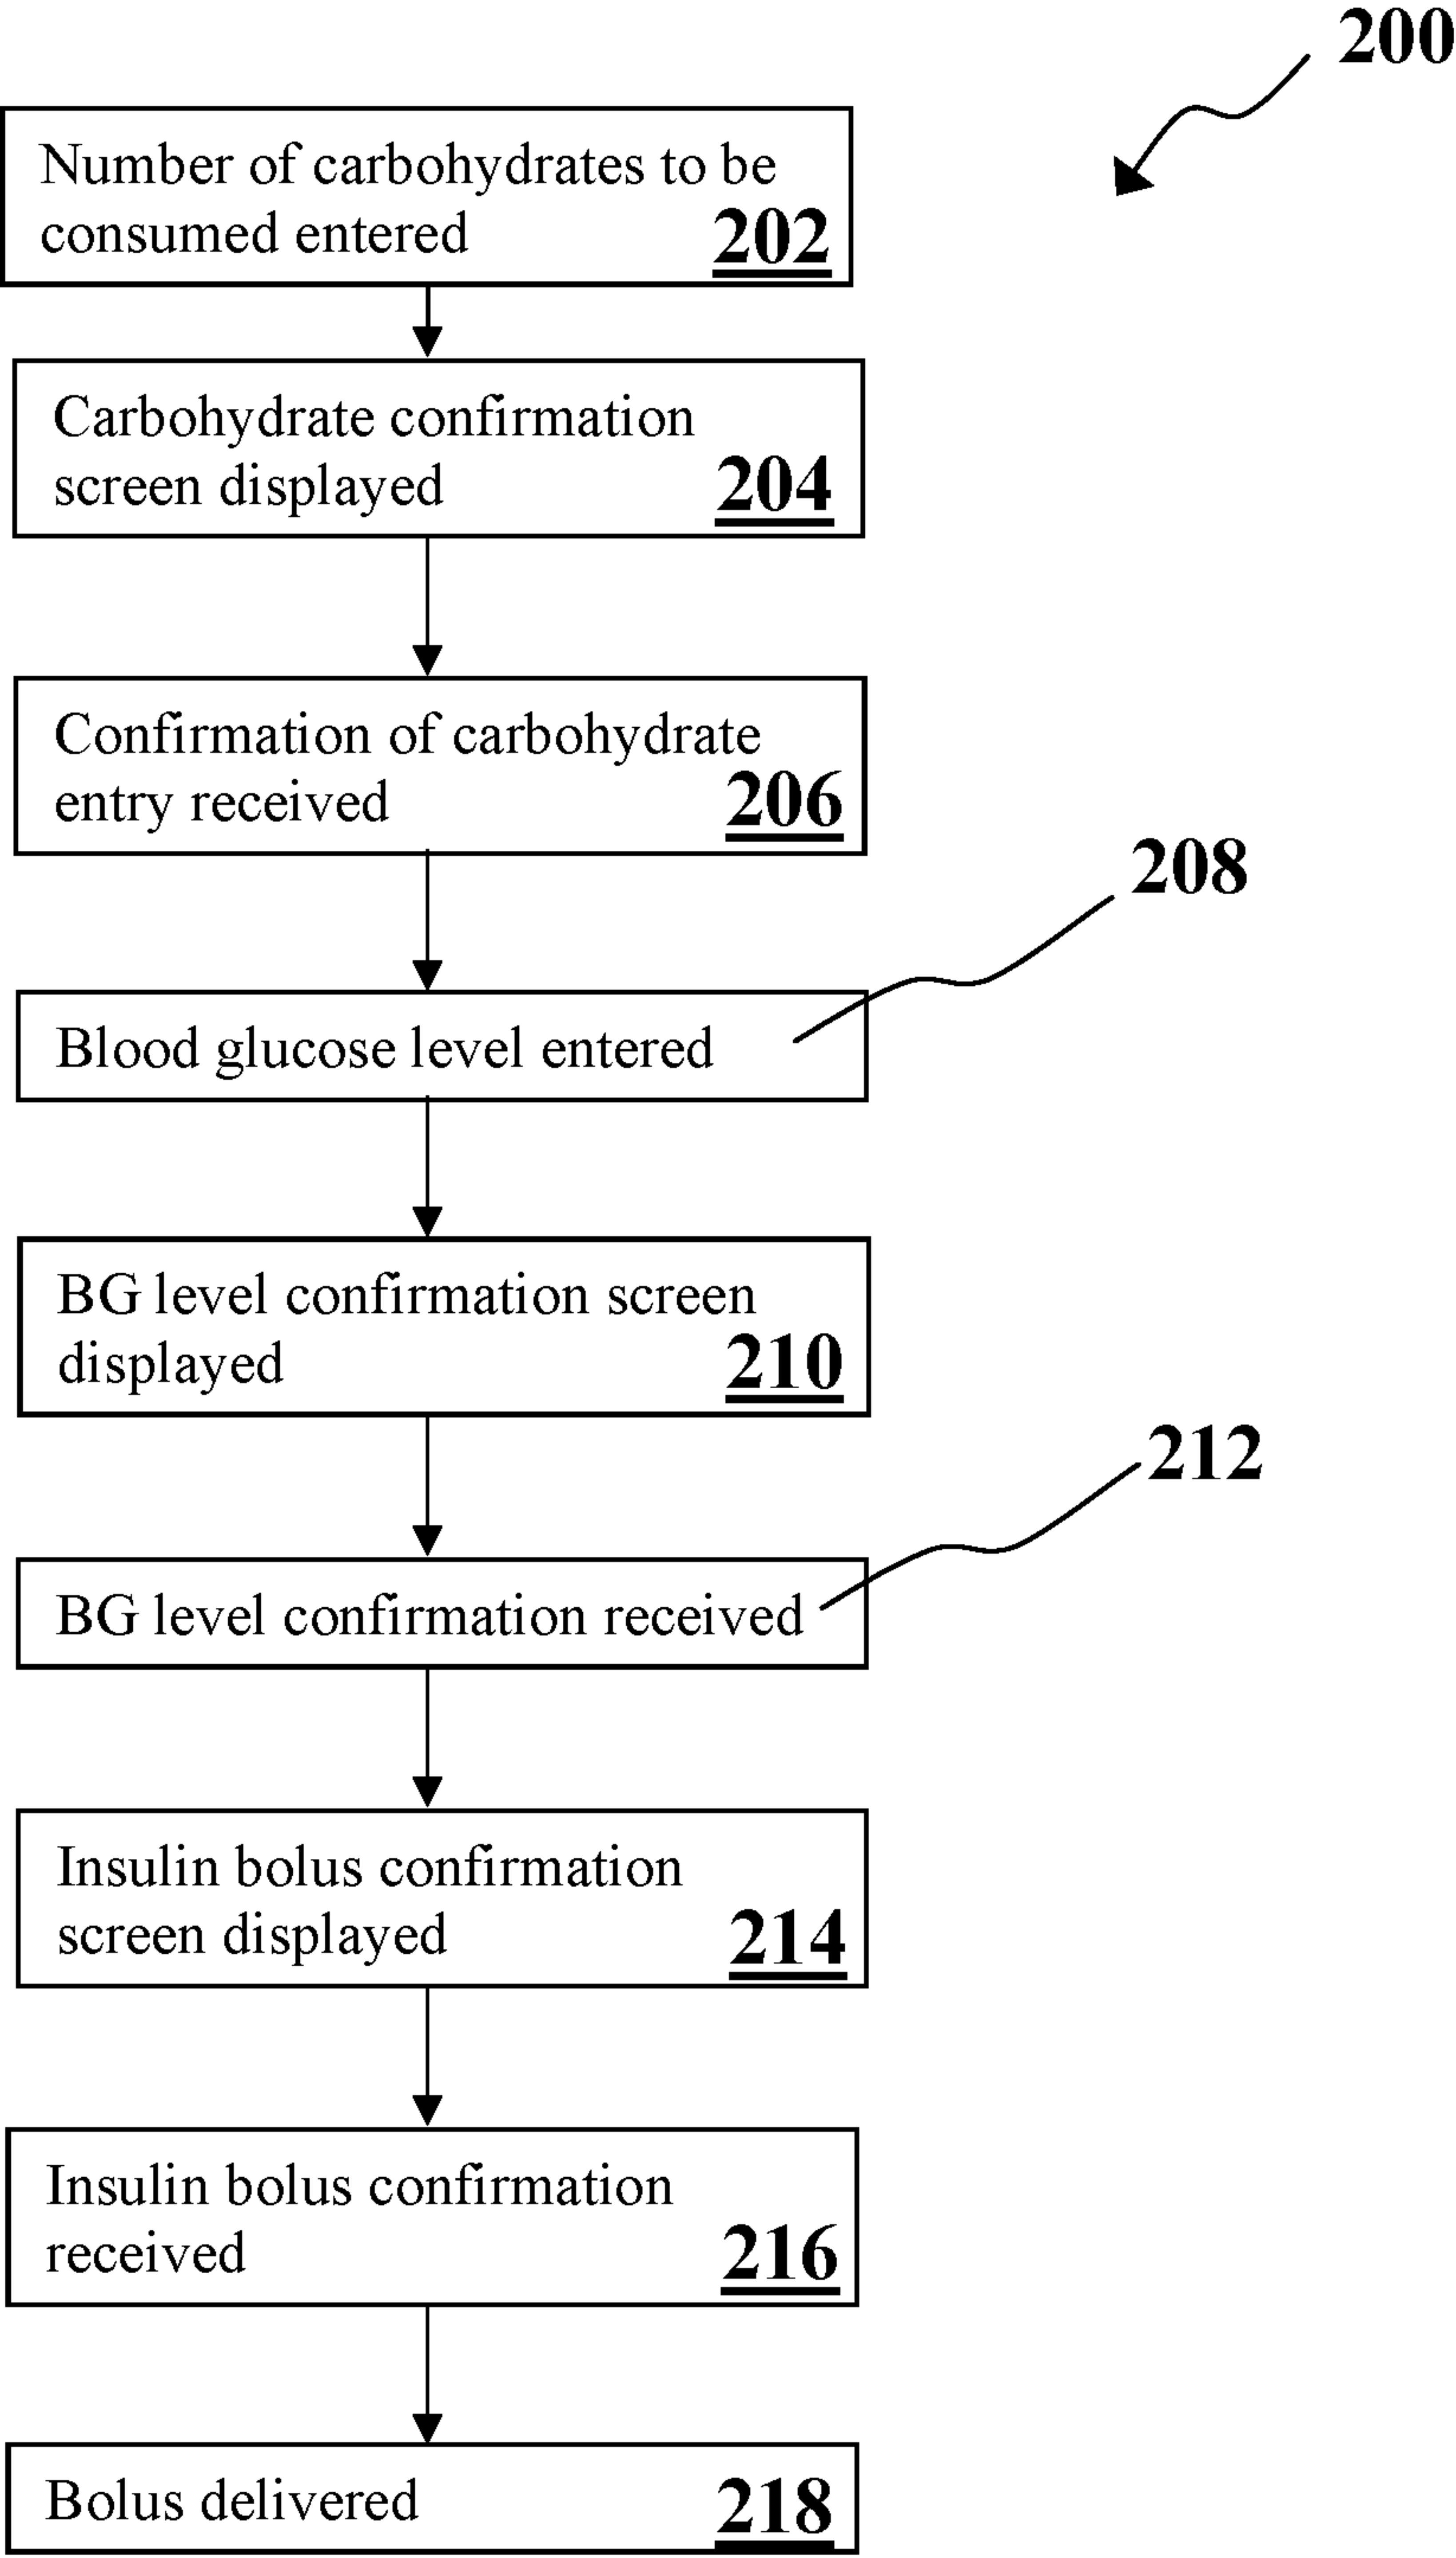 200
Number of carbohydrates to be
consumed entered 202
Carbohydrate confirmation
screen displayed 204
Confirmation of carbohydrate
entry received 206
208
Blood glucose level entered
BG level confirmation screen
displayed 210
212
BG level confirmation received
Insulin bolus confirmation
screen displayed 214
Insulin bolus confirmation
received 216
Bolus delivered 218